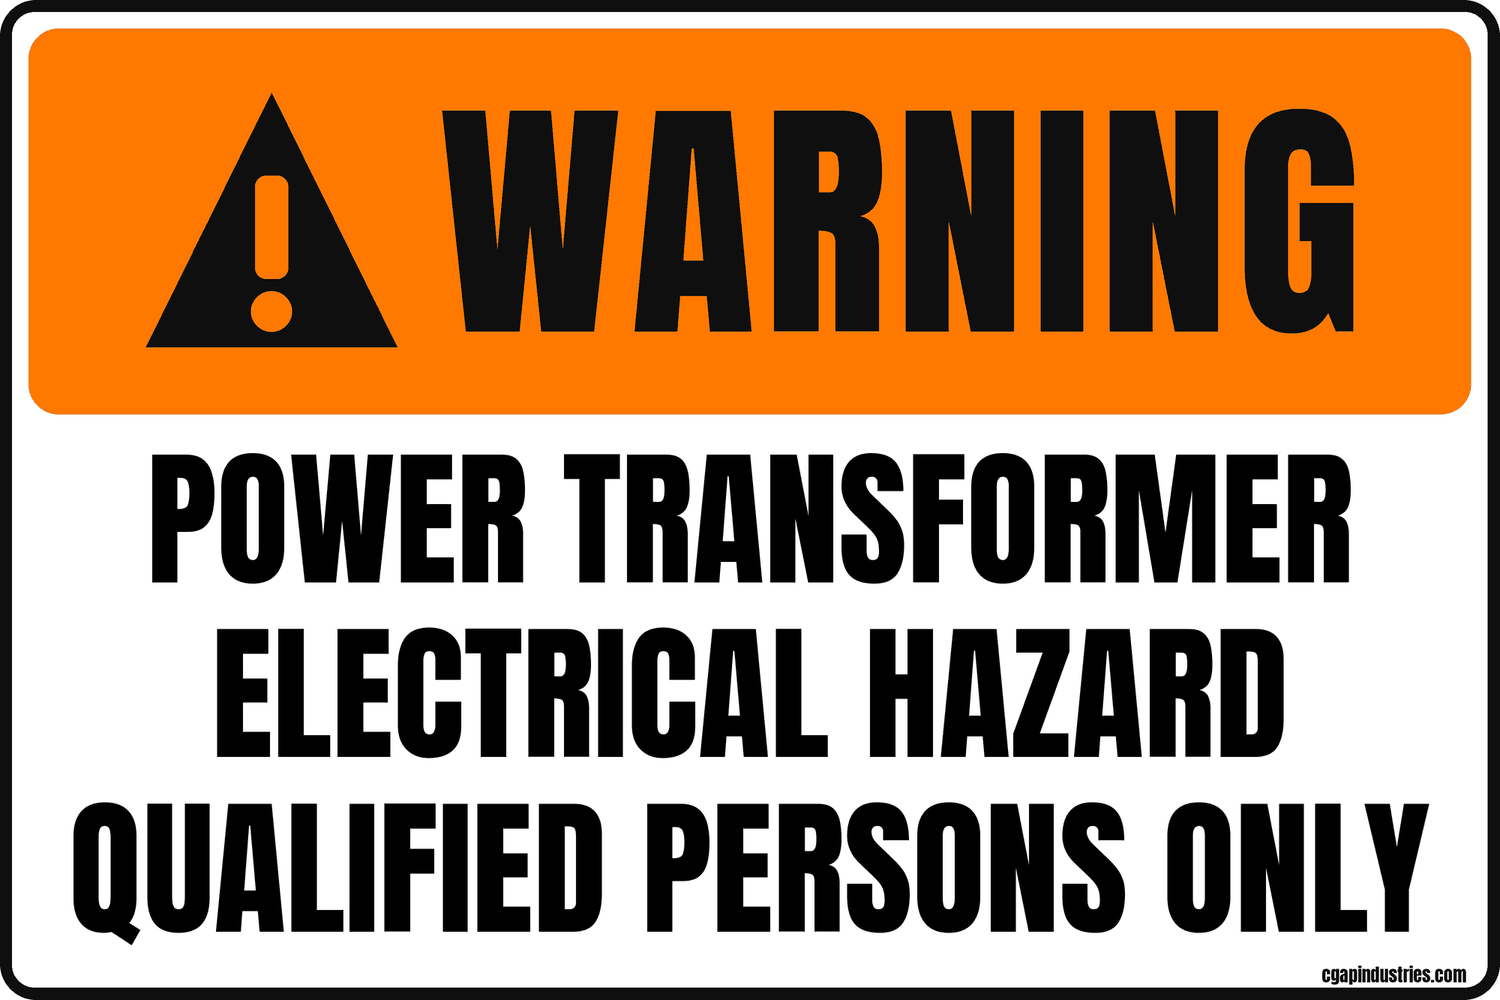 WARNING
POWER TRANSFORMER
ELECTRICAL HAZARD
QUALIFIED PERSONS ONLY
cgapindustries.com